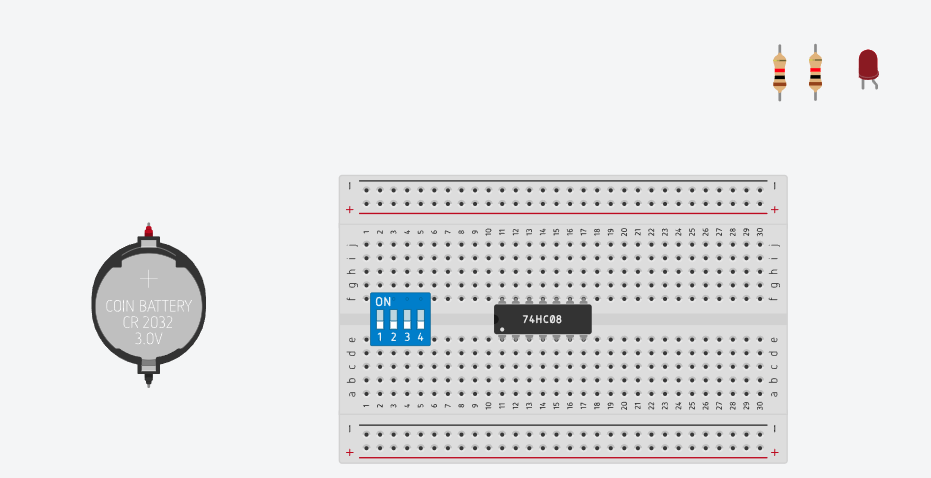 − −
+ +
1 2 3 4 5 6 7 8 9 10 11 12 13 14 15 16 17 18 19 20 21 22 23 24 25 26 27 28 29 30
j j
i i
h h
g g
f f
COIN BATTERY
CR 2032
3.0V
ON
1 2 3 4
74HC08
e e
d d
c c
b b
a a
1 2 3 4 5 6 7 8 9 10 11 12 13 14 15 16 17 18 19 20 21 22 23 24 25 26 27 28 29 30
− −
+ +